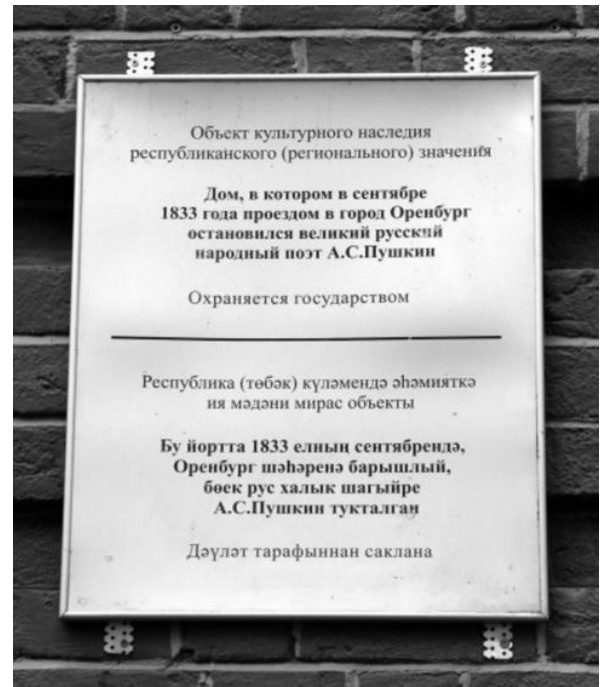 Объект культурного наследия
республиканского (регионального) значения
Дом, в котором в сентябре
1833 года проездом в город Оренбург
остановился великий русский
народный поэт А.С.Пушкин
Охраняется государством
Республика (төбәк) күләмендә әһәмияткә
ия мәдәни мирас объекты
Бу йортта 1833 елның сентябрендә,
Оренбург шәһәренә барышлый,
бөек рус халык шагыйре
А.С.Пушкин тукталган
Дәүләт тарафыннан саклана